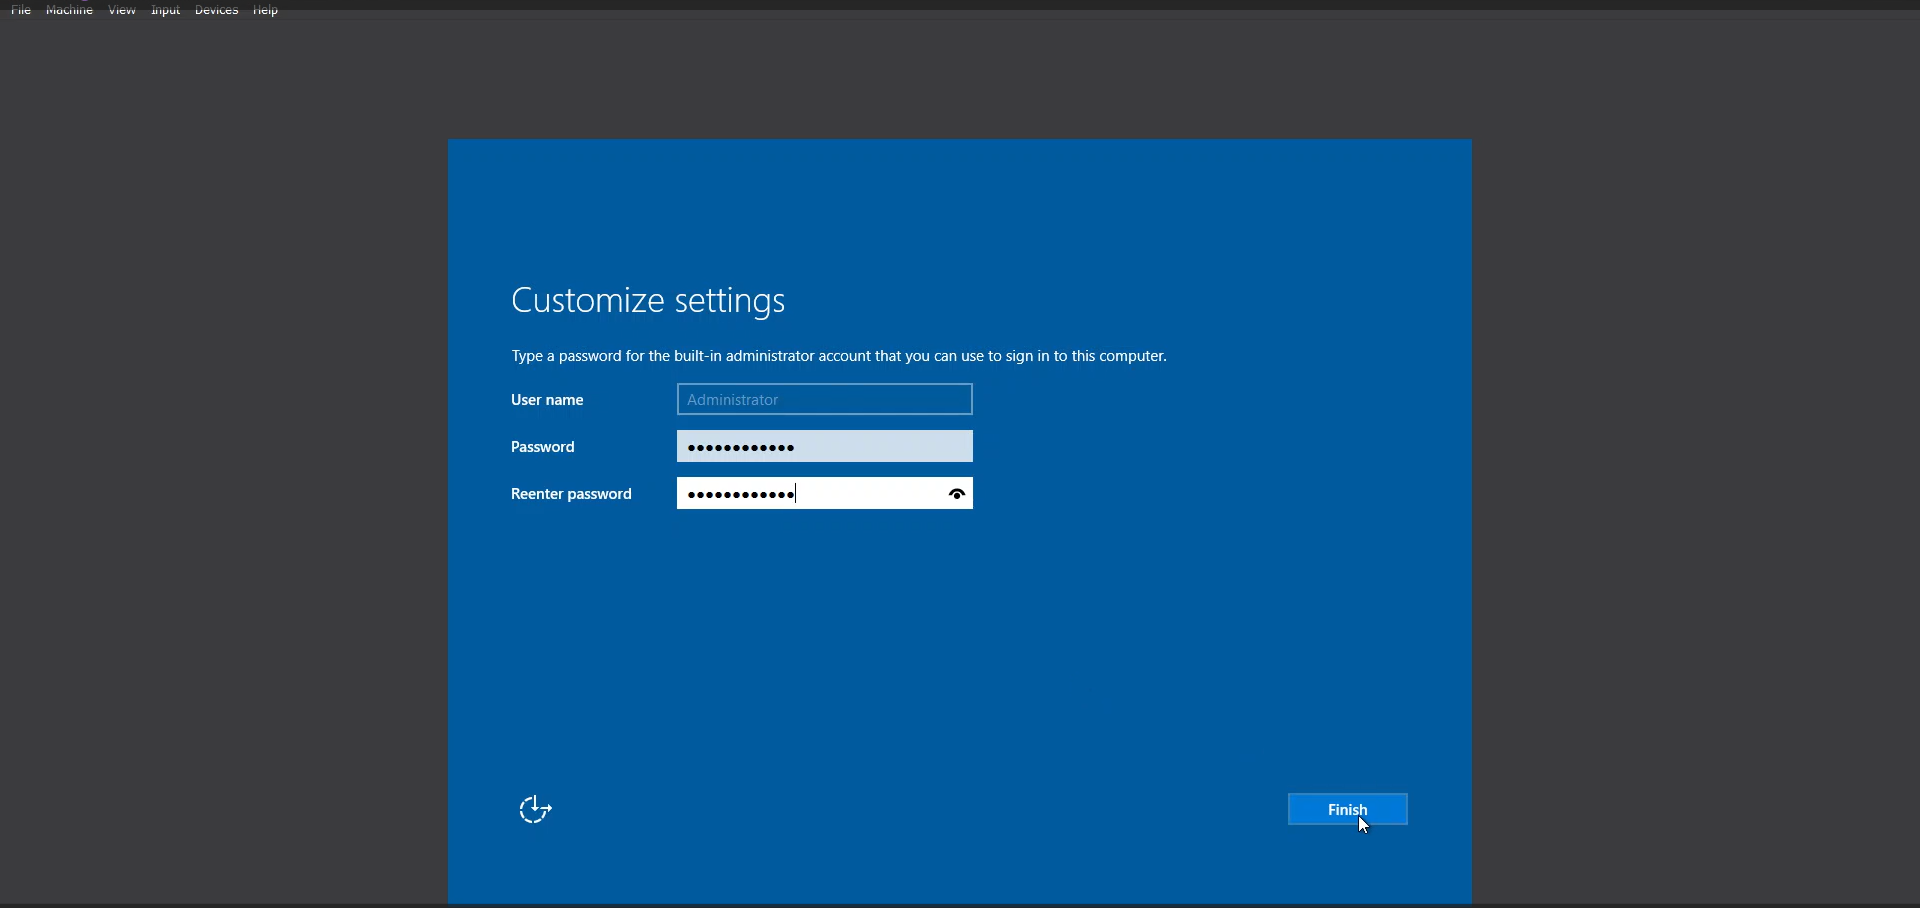 File Machine View Input Devices Help
Customize settings
Type a password for the built-in administrator account that you can use to sign in to this computer.
User name Administrator
Password ••••••••••••
Reenter password ••••••••••••
Finish